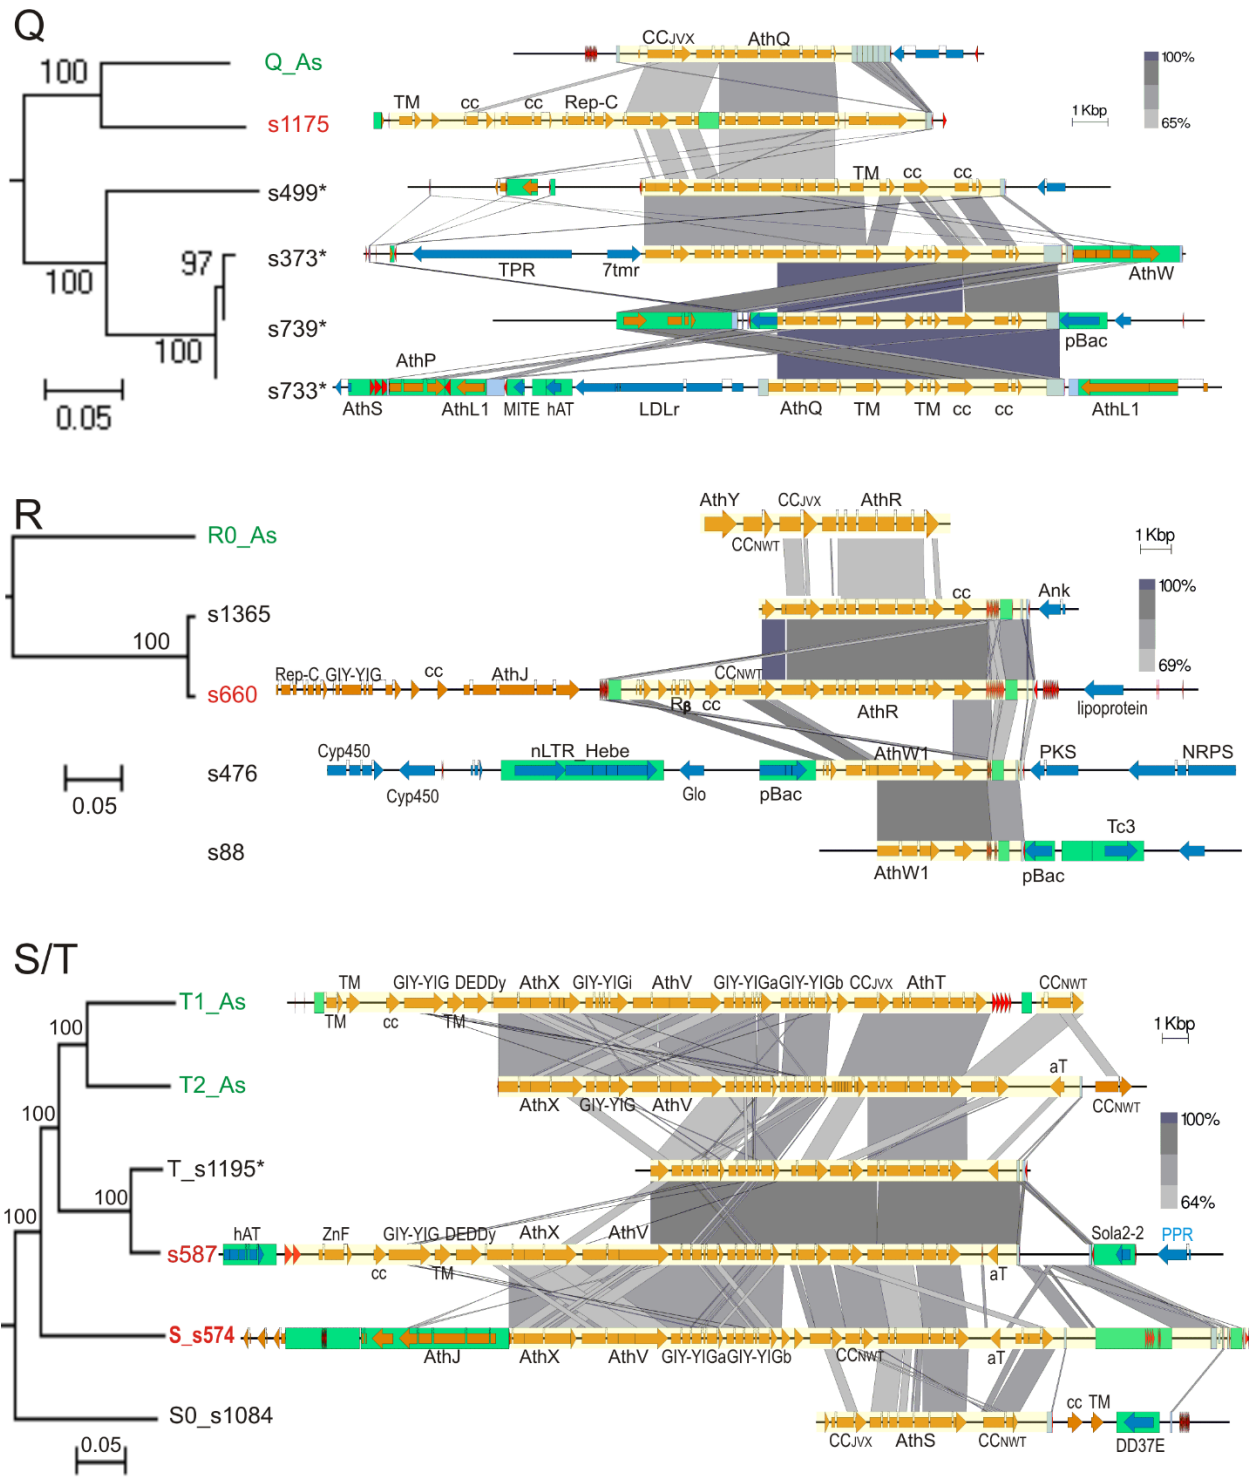 Q
CCJVX AthQ
100 Q_As 100%
TM cc cc Rep-C 1 Kbp
s1175 65%
TM cc cc
s499*
97 s373*
TPR 7tmr AthW
100
s739*
100 AthP pBac
s733*
0.05 AthS AthL1 MITE hAT LDLr AthQ TM TM cc cc AthL1
R
AthY CCJVX AthR
R0_As CCNWT 1 Kbp
cc Ank 100%
s1365
100
Rep-C GIY-YIG cc AthJ CCNWT 69%
s660
Rβ cc AthR lipoprotein
Cyp450 nLTR_Hebe AthW1 PKS NRPS
s476
0.05 Cyp450 Glo pBac
Tc3
s88
AthW1 pBac
S/T
TM GIY-YIG DEDDy AthX GIY-YIGi AthV GIY-YIGa GIY-YIGb CCJVX AthT CCNWT
T1_As
100 TM cc TM 1 Kbp
aT
T2_As
AthX GIY-YIG AthV CCNWT
100 100%
T_s1195*
100 64%
100 hAT ZnF GIY-YIG DEDDy AthX AthV Sola2-2 PPR
s587
cc TM aT
S_s574
AthJ AthX AthV GIY-YIGa GIY-YIGb CCNWT aT
cc TM
S0_s1084
0.05 CCJVX AthS CCNWT DD37E